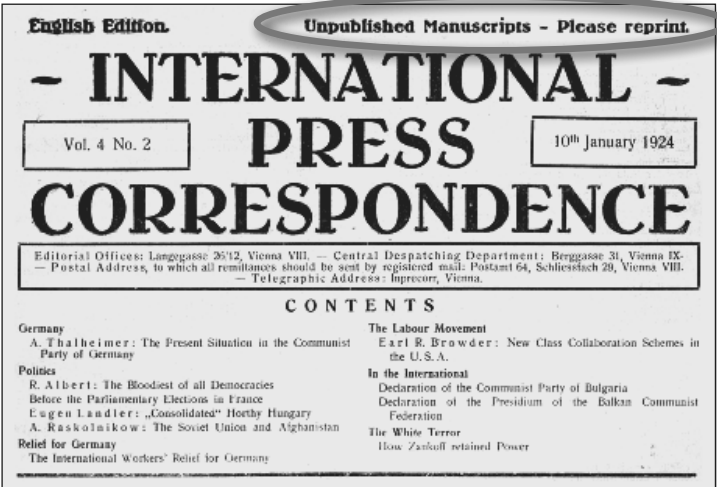 English Edition.
Unpublished Manuscripts - Please reprint.
- INTERNATIONAL -
PRESS
CORRESPONDENCE
Vol. 4 No. 2
10th January 1924
Editorial Offices: Langegasse 26/12, Vienna VIII. — Central Despatching Department: Berggasse 31, Vienna IX.
— Postal Address, to which all remittances should be sent by registered mail: Postamt 64, Schliessfach 29, Vienna VIII.
— Telegraphic Address: Inprecorr, Vienna.
CONTENTS
Germany
A. Thalheimer: The Present Situation in the Communist
Party of Germany
Politics
R. Albert: The Bloodiest of all Democracies
Before the Parliamentary Elections in France
Eugen Landler: „Consolidated“ Horthy Hungary
A. Raskolnikow: The Soviet Union and Afghanistan
Relief for Germany
The International Workers' Relief for Germany
The Labour Movement
Earl R. Browder: New Class Collaboration Schemes in
the U. S. A.
In the International
Declaration of the Communist Party of Bulgaria
Declaration of the Presidium of the Balkan Communist
Federation
The White Terror
How Zankoff retained Power